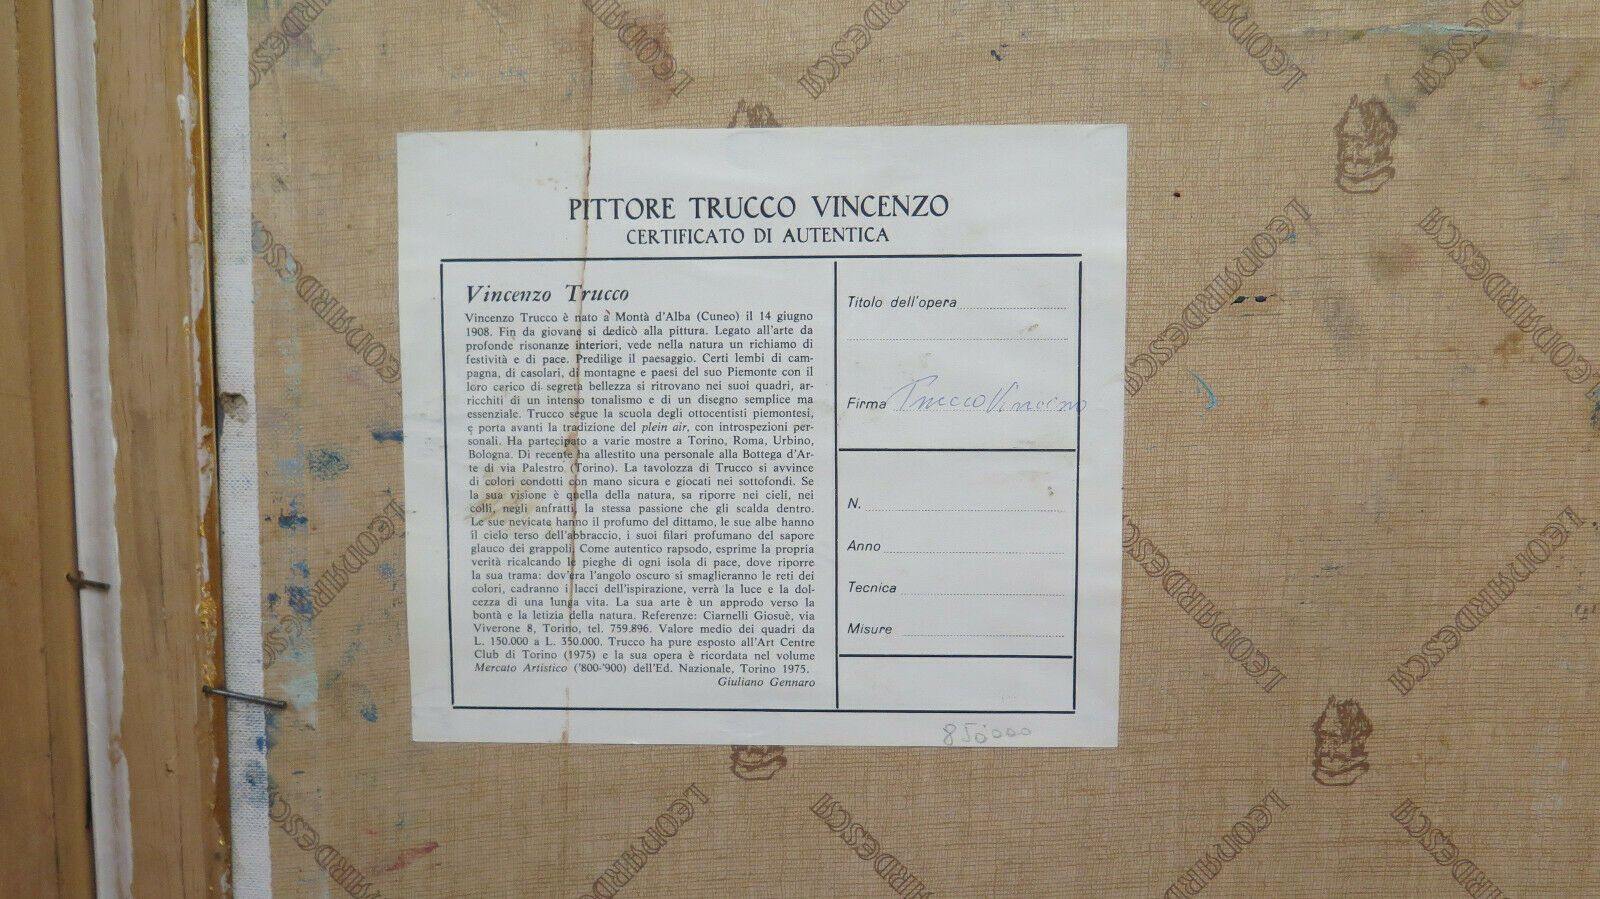 PITTORE TRUCCO VINCENZO
CERTIFICATO DI AUTENTICA
Vincenzo Trucco
Vincenzo Trucco è nato a Montà d'Alba (Cuneo) il 14 giugno
1908. Fin da giovane si dedicò alla pittura. Legato all'arte da
profonde risonanze interiori, vede nella natura un richiamo di
festività e di pace. Predilige il paesaggio. Certi lembi di cam-
pagna, di casolari, di montagne e paesi del suo Piemonte con il
loro carico di segreta bellezza si ritrovano nei suoi quadri, ar-
ricchiti di un intenso tonalismo e di un disegno semplice ma
essenziale. Trucco segue la scuola degli ottocentisti piemontesi,
e porta avanti la tradizione del plein air, con introspezioni per-
sonali. Ha partecipato a varie mostre a Torino, Roma, Urbino,
Bologna. Di recente ha allestito una personale alla Bottega d'Ar-
te di via Palestro (Torino). La tavolozza di Trucco si avvince
di colori condotti con mano sicura e giocati nei sottofondi. Se
la sua visione è quella della natura, sa riporre nei cieli, nei
colli, negli anfratti, la stessa passione che gli scalda dentro.
Le sue nevicate hanno il profumo del dittamo, le sue albe hanno
il cielo terso dell'abbraccio, i suoi filari profumano del sapore
glauco dei grappoli. Come autentico rapsodo, esprime la propria
verità ricalcando le pieghe di ogni isola di pace, dove riporre
la sua trama: dov'era l'angolo oscuro si smaglieranno le reti dei
colori, cadranno i lacci dell'ispirazione, verrà la luce e la dol-
cezza di una lunga vita. La sua arte è un approdo verso la
bontà e la letizia della natura. Referenze: Ciarnelli Giosuè, via
Viverone 8, Torino, tel. 759.896. Valore medio dei quadri da
L. 150.000 a L. 350.000. Trucco ha pure esposto all'Art Centre
Club di Torino (1975) e la sua opera è ricordata nel volume
Mercato Artistico ('800-'900) dell'Ed. Nazionale, Torino 1975.
Giuliano Gennaro
Titolo dell'opera
Firma Trucco Vincenzo
N.
Anno
Tecnica
Misure
850000
LEONARDESCA
LEONARDESCA
LEONARDESCA
LEONARDESCA
LEONARDESCA
LEONARDESCA
LEONARDESCA
LEONARDESCA